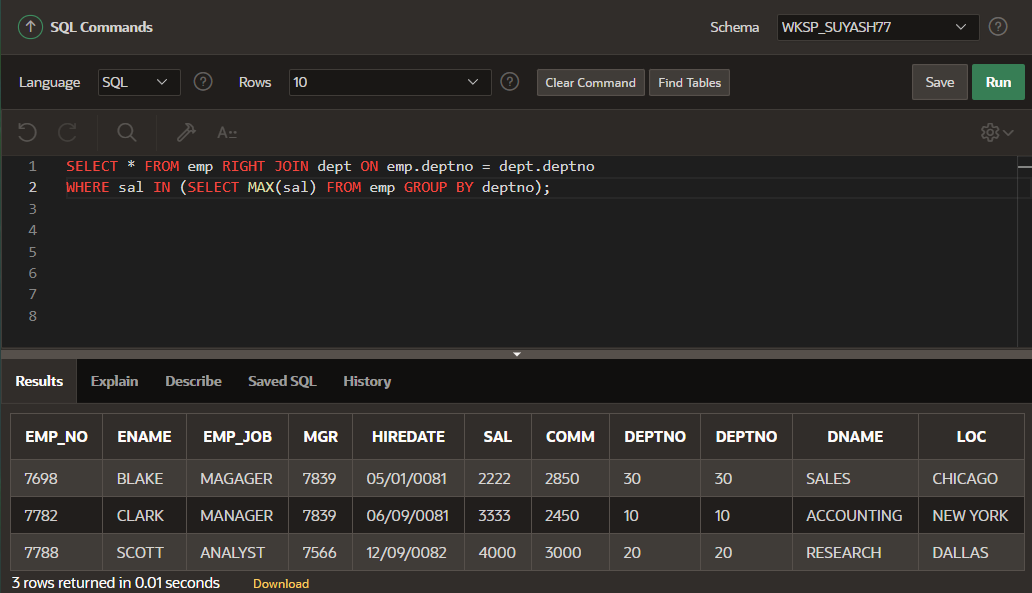 SQL Commands Schema WKSP_SUYASH77 ?
Language SQL ? Rows 10 ? Clear Command Find Tables Save Run
A
1 SELECT * FROM emp RIGHT JOIN dept ON emp.deptno = dept.deptno
2 WHERE sal IN (SELECT MAX(sal) FROM emp GROUP BY deptno);
3
4
5
6
7
8
Results Explain Describe Saved SQL History
EMP_NO ENAME EMP_JOB MGR HIREDATE SAL COMM DEPTNO DEPTNO DNAME LOC
7698 BLAKE MAGAGER 7839 05/01/0081 2222 2850 30 30 SALES CHICAGO
7782 CLARK MANAGER 7839 06/09/0081 3333 2450 10 10 ACCOUNTING NEW YORK
7788 SCOTT ANALYST 7566 12/09/0082 4000 3000 20 20 RESEARCH DALLAS
3 rows returned in 0.01 seconds Download